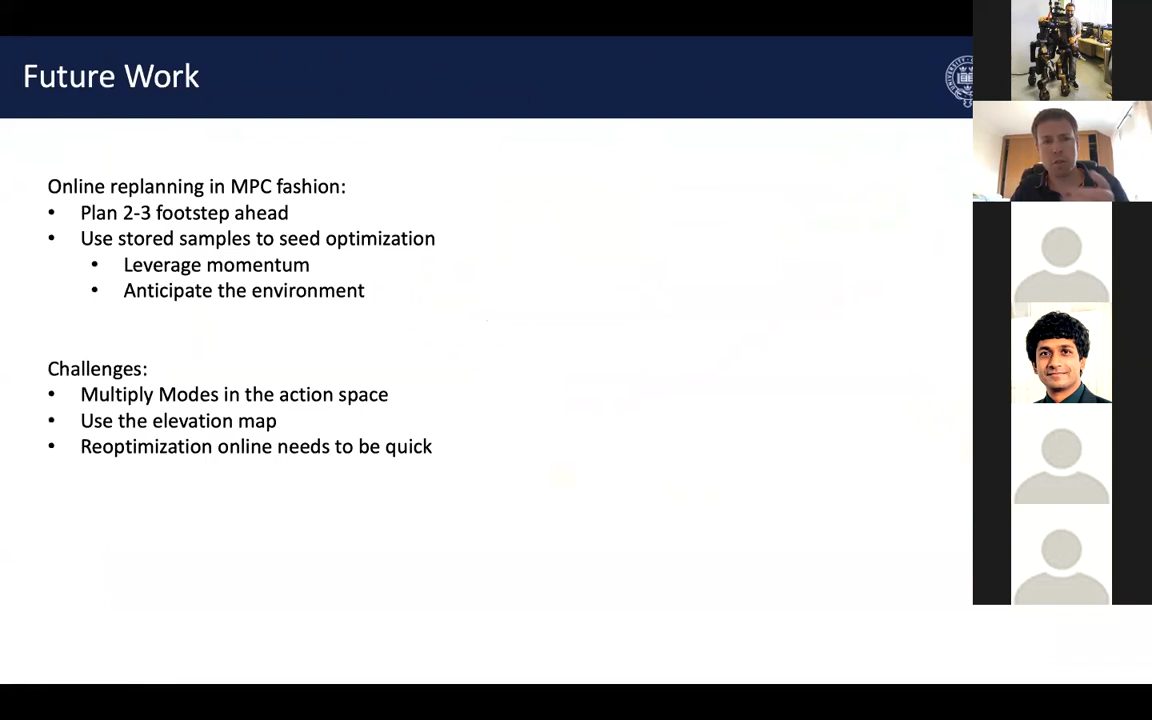 Future Work
Online replanning in MPC fashion:
• Plan 2-3 footstep ahead
• Use stored samples to seed optimization
• Leverage momentum
• Anticipate the environment
Challenges:
• Multiply Modes in the action space
• Use the elevation map
• Reoptimization online needs to be quick